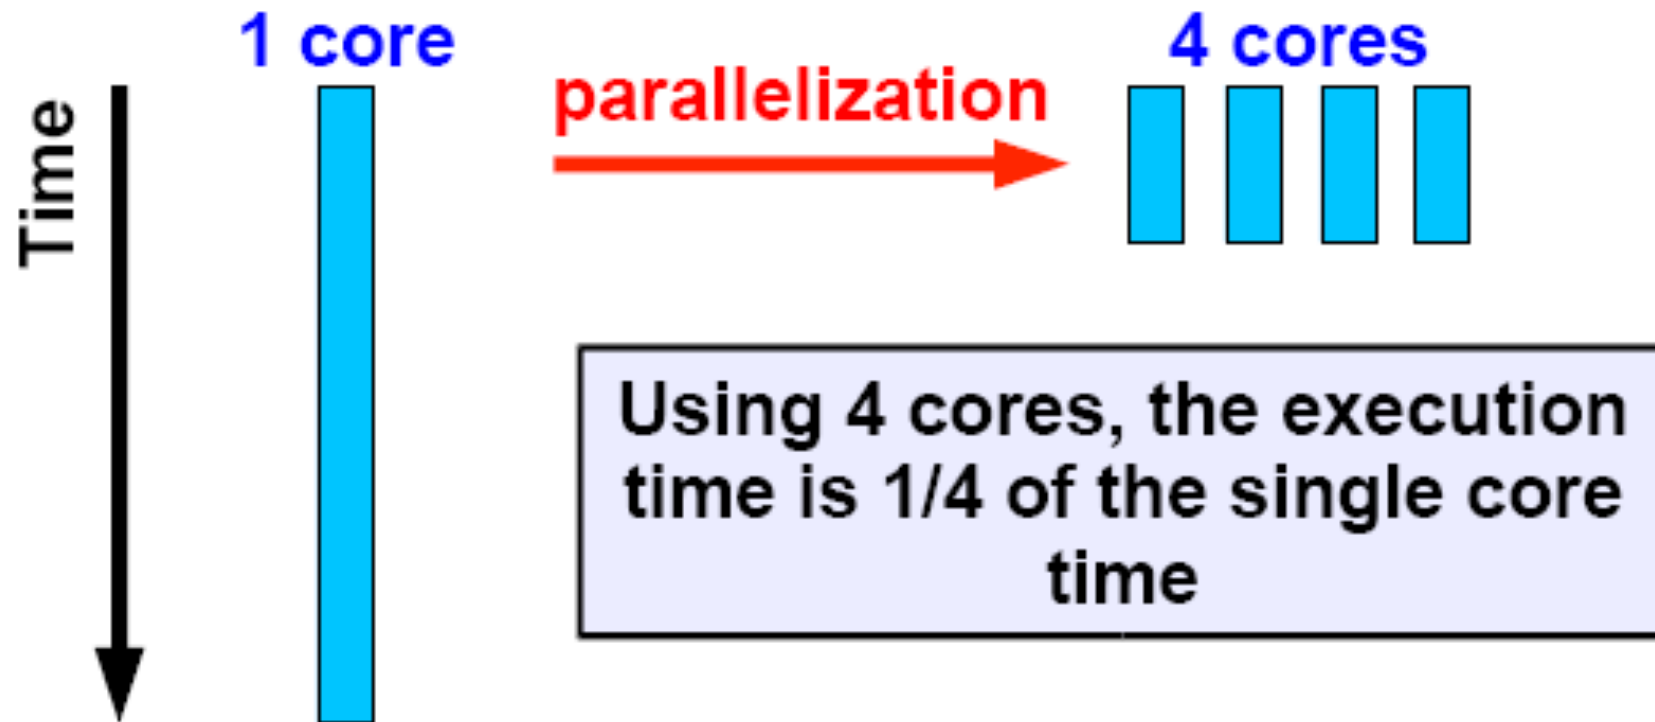 1 core
4 cores
parallelization
Time
Using 4 cores, the execution
time is 1/4 of the single core
time